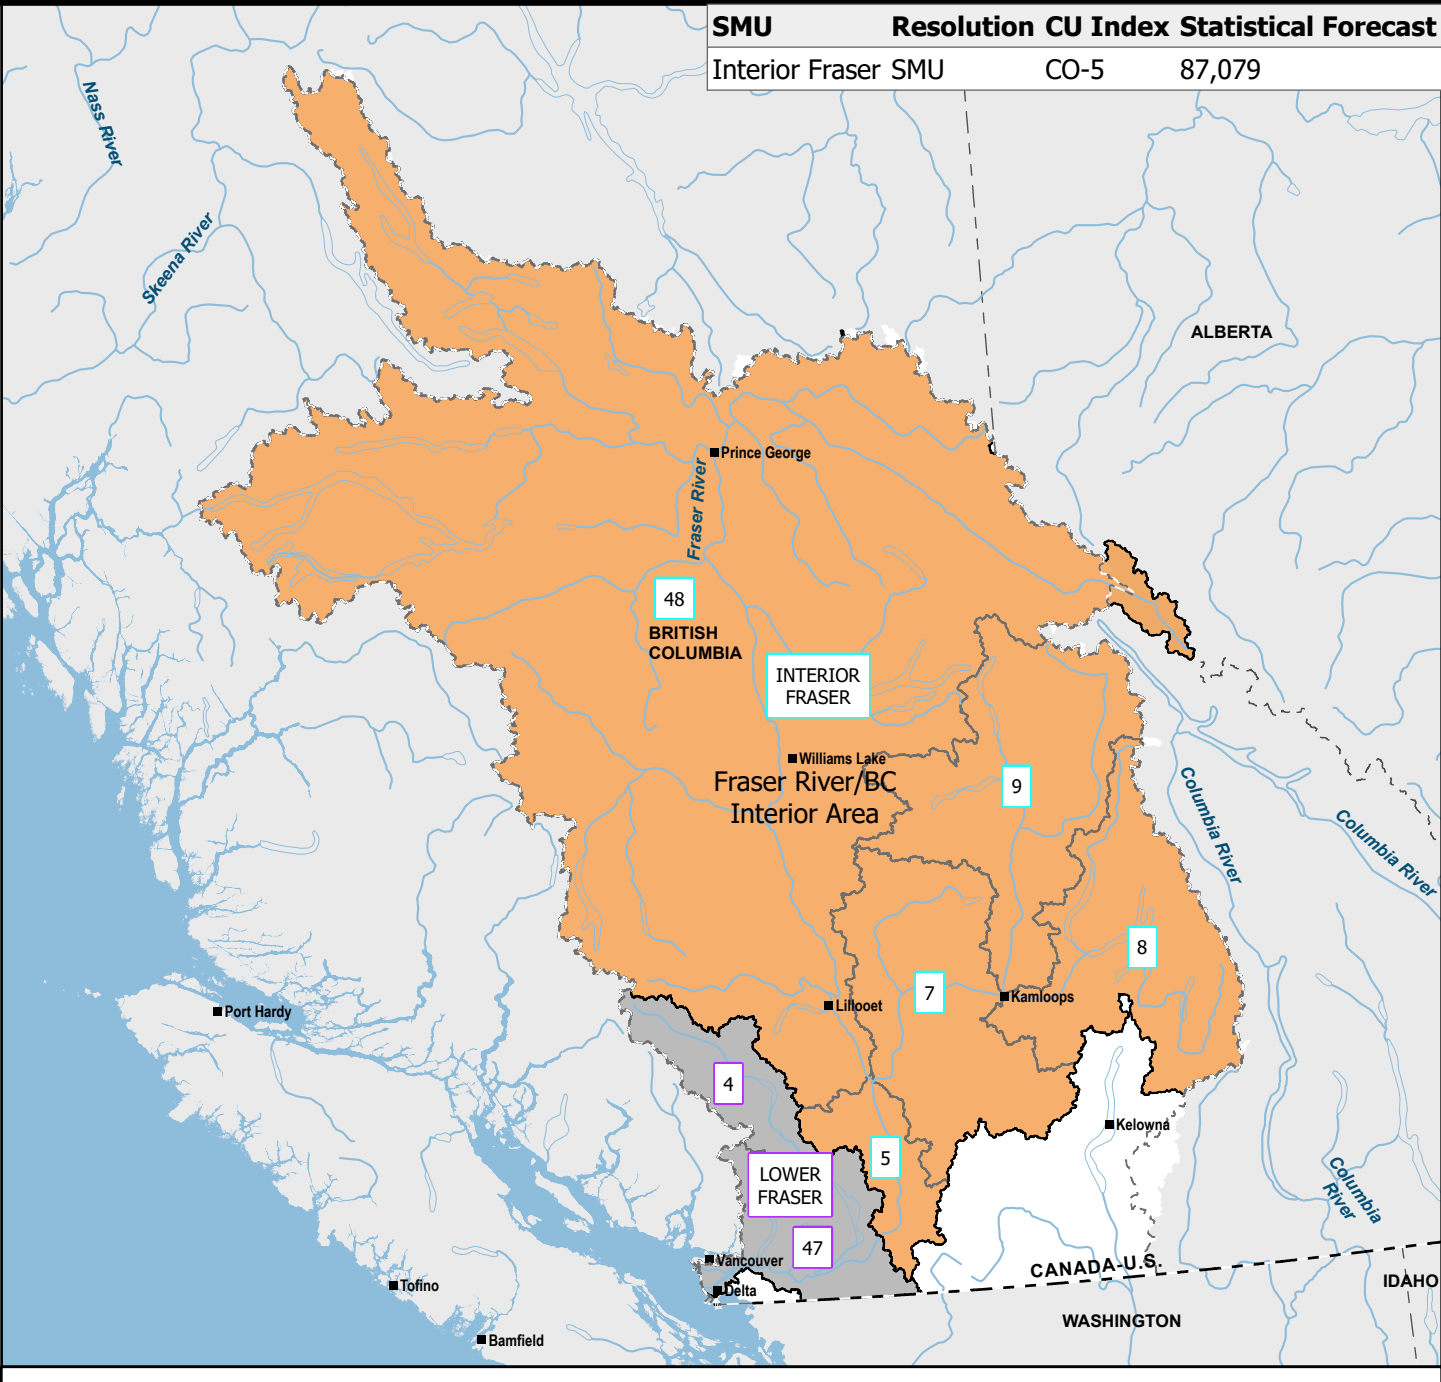 SMU Resolution CU Index Statistical Forecast
Interior Fraser SMU CO-5 87,079
Nass River
Skeena River
ALBERTA
Prince George
Fraser River
48
BRITISH
COLUMBIA
INTERIOR
FRASER
Williams Lake
Fraser River/BC
Interior Area
9
Columbia River
Columbia River
8
7
Kamloops
Lillooet
Port Hardy
4
Kelowna
5
LOWER
FRASER
Columbia
River
47
Vancouver
CANADA-U.S.
Tofino
Delta
IDAHO
WASHINGTON
Bamfield